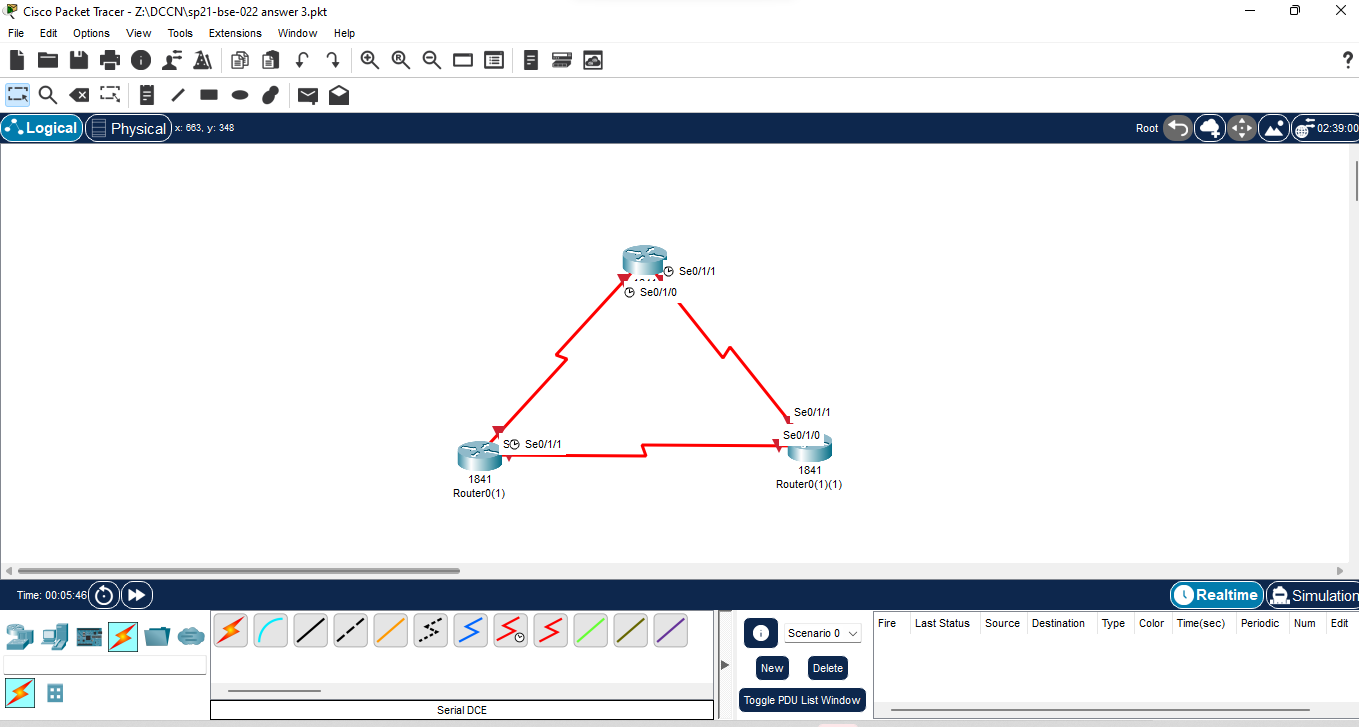 Cisco Packet Tracer - Z:\DCCN\sp21-bse-022 answer 3.pkt
File Edit Options View Tools Extensions Window Help
?
Logical Physical x: 663, y: 348 Root 02:39:00
Se0/1/1
Se0/1/0
Se0/1/1
Se0/1/0
Se0/1/1
1841
Router0(1)
1841
Router0(1)(1)
Time: 00:05:46 Realtime Simulation
Scenario 0
Fire Last Status Source Destination Type Color Time(sec) Periodic Num Edit
New Delete
Toggle PDU List Window
Serial DCE